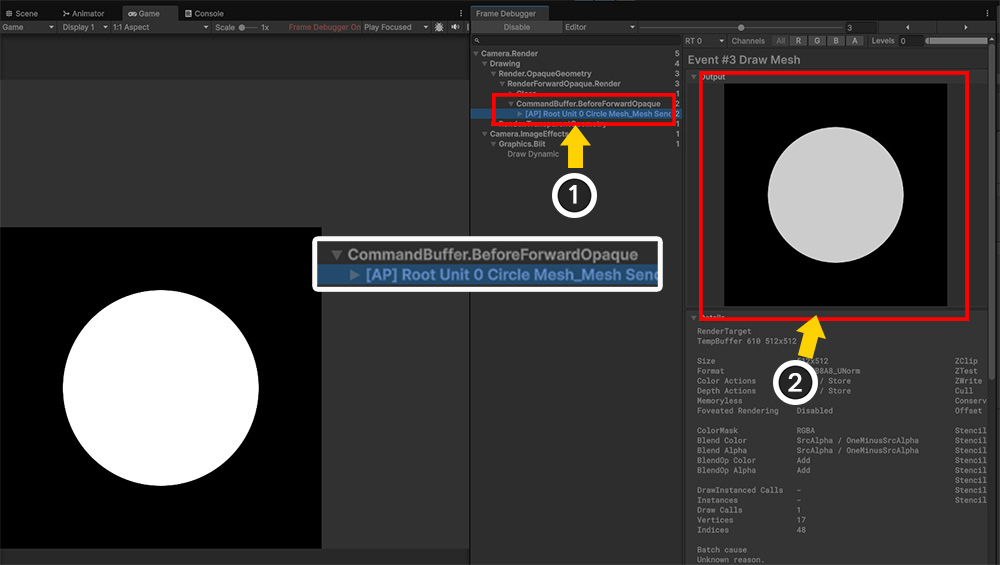 Scene Animator Game Console
Game Display 1 1:1 Aspect Scale 1x Frame Debugger On Play Focused
Frame Debugger
Disable Editor 3
RT 0 Channels All R G B A Levels 0
Camera.Render 5
Drawing 4
Render.OpaqueGeometry 3
RenderForwardOpaque.Render 3
Clear 1
CommandBuffer.BeforeForwardOpaque 2
[AP] Root Unit 0 Circle Mesh_Mesh Send 2
Render.TransparentGeometry 1
Camera.ImageEffects 1
Graphics.Blit 1
Draw Dynamic
1
CommandBuffer.BeforeForwardOpaque
[AP] Root Unit 0 Circle Mesh_Mesh Send
Event #3 Draw Mesh
Output
Details
2
RenderTarget
TempBuffer 610 512x512
Size 512x512 ZClip
Format 8A8_UNorm ZTest
Color Actions / Store ZWrite
Depth Actions / Store Cull
Memoryless Conserv
Foveated Rendering Disabled Offset
ColorMask RGBA Stencil
Blend Color SrcAlpha / OneMinusSrcAlpha Stencil
Blend Alpha SrcAlpha / OneMinusSrcAlpha Stencil
BlendOp Color Add Stencil
BlendOp Alpha Add Stencil
Stencil
DrawInstanced Calls - Stencil
Instances - Stencil
Draw Calls 1
Vertices 17
Indices 48
Batch cause
Unknown reason.